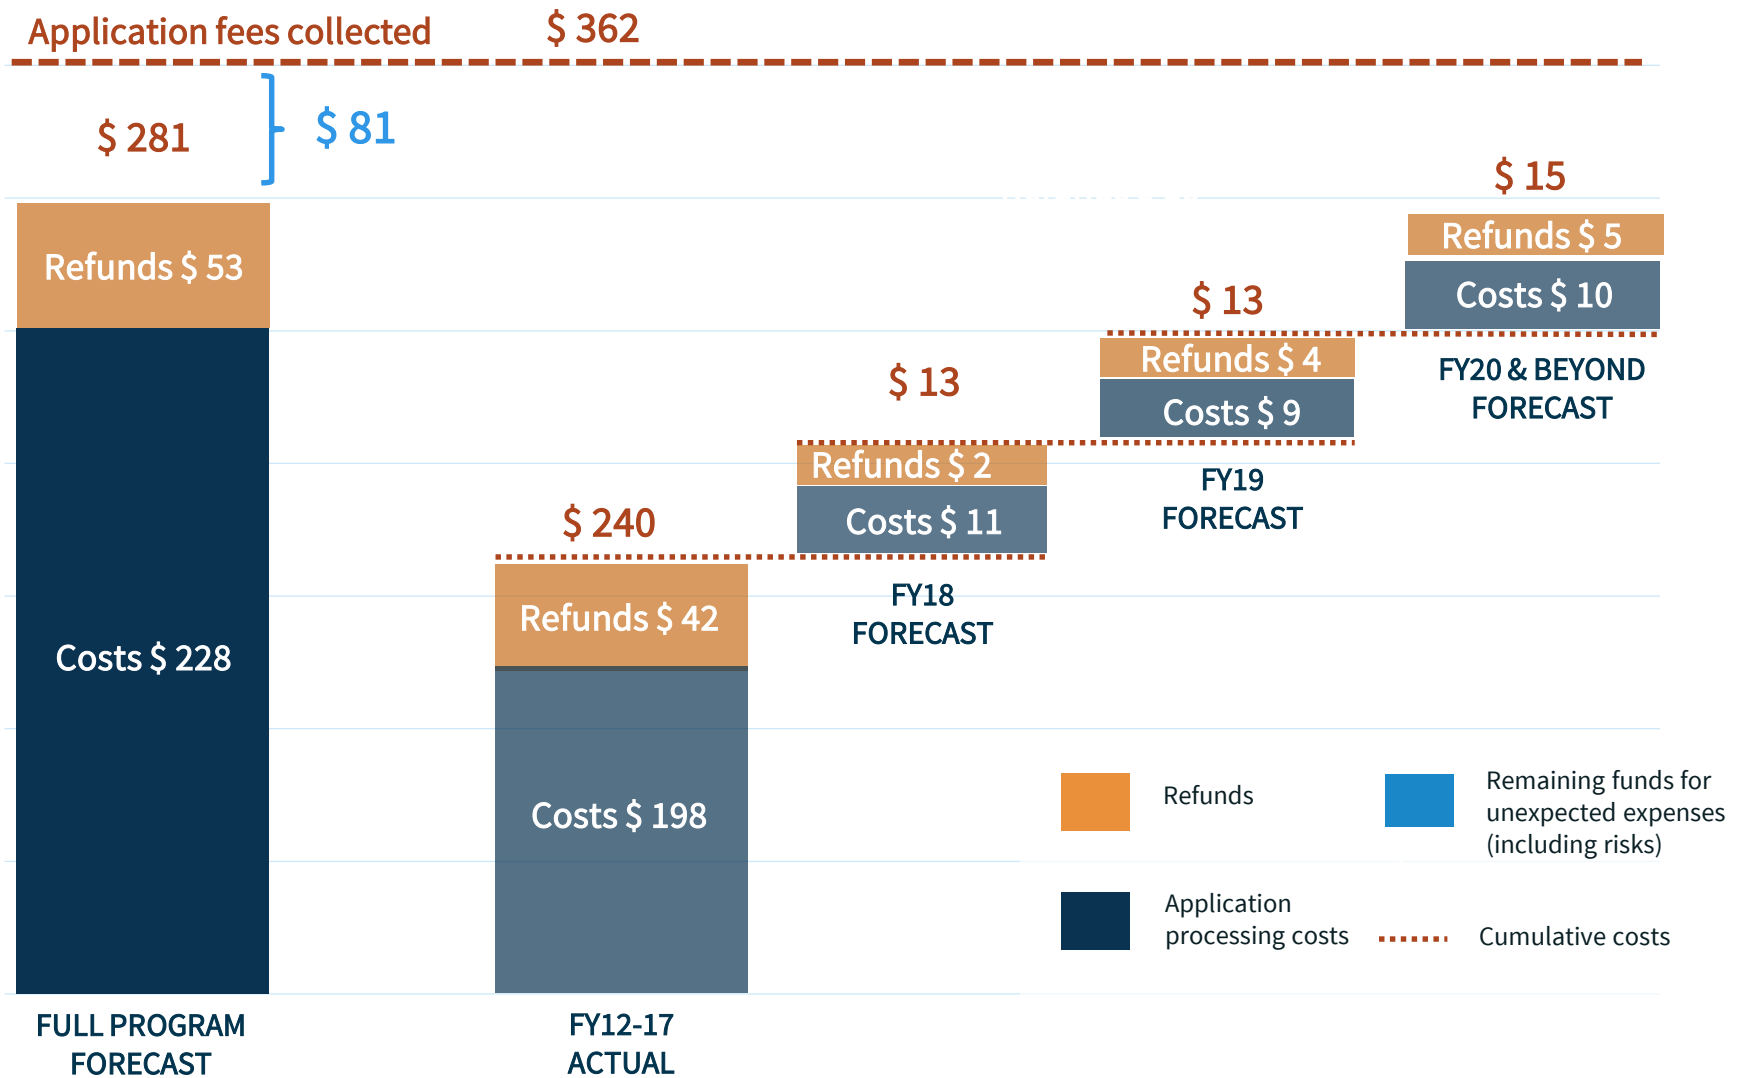 Application fees collected
$ 362
$ 281
$ 81
Refunds $ 53
Costs $ 228
FULL PROGRAM
FORECAST
$ 240
Refunds $ 42
Costs $ 198
FY12-17
ACTUAL
$ 13
Refunds $ 2
Costs $ 11
FY18
FORECAST
$ 13
Refunds $ 4
Costs $ 9
FY19
FORECAST
$ 15
Refunds $ 5
Costs $ 10
FY20 & BEYOND
FORECAST
Refunds
Remaining funds for
unexpected expenses
(including risks)
Application
processing costs
Cumulative costs